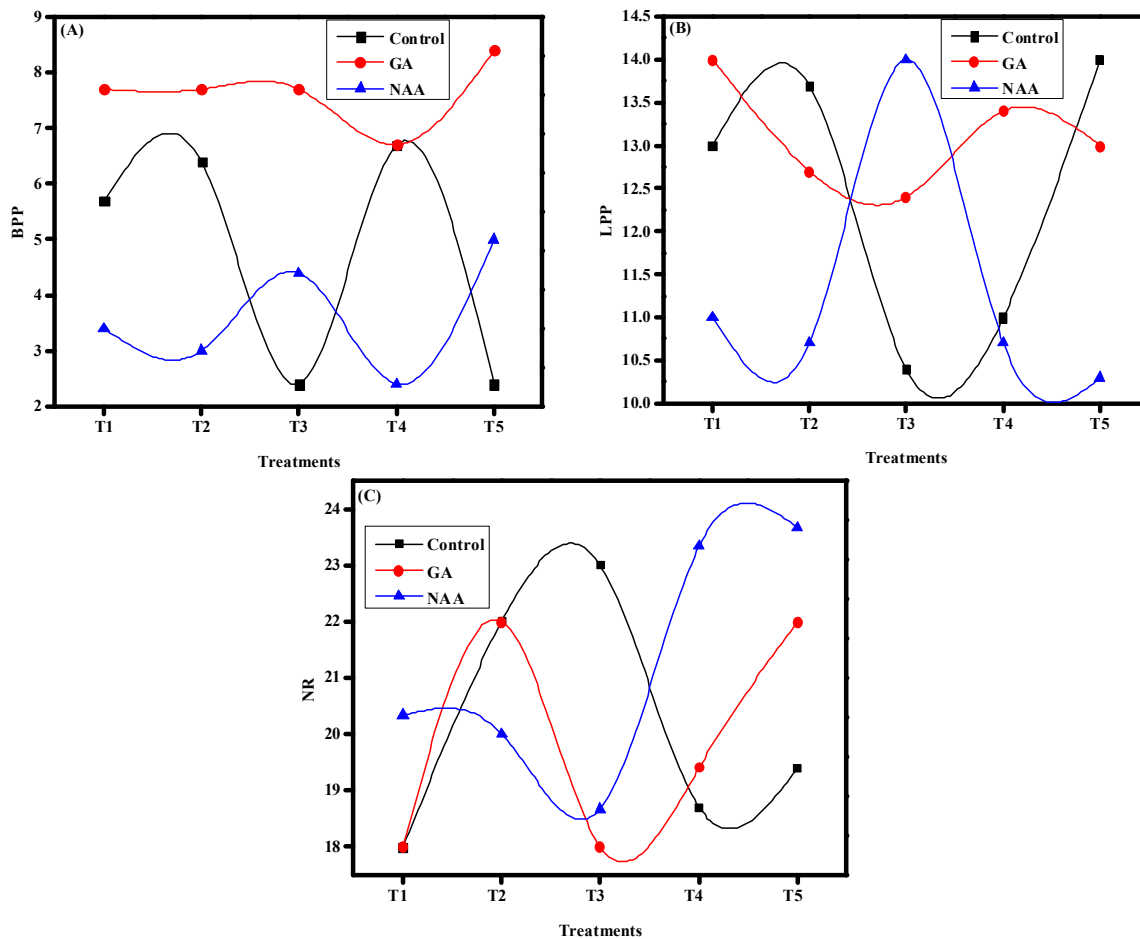 (A)
Control
GA
NAA
9
8
7
6
5
4
3
2
BPP
T1 T2 T3 T4 T5
Treatments
(B)
Control
GA
NAA
14.5
14.0
13.5
13.0
12.5
12.0
11.5
11.0
10.5
10.0
LPP
T1 T2 T3 T4 T5
Treatments
(C)
Control
GA
NAA
24
23
22
21
20
19
18
NR
T1 T2 T3 T4 T5
Treatments